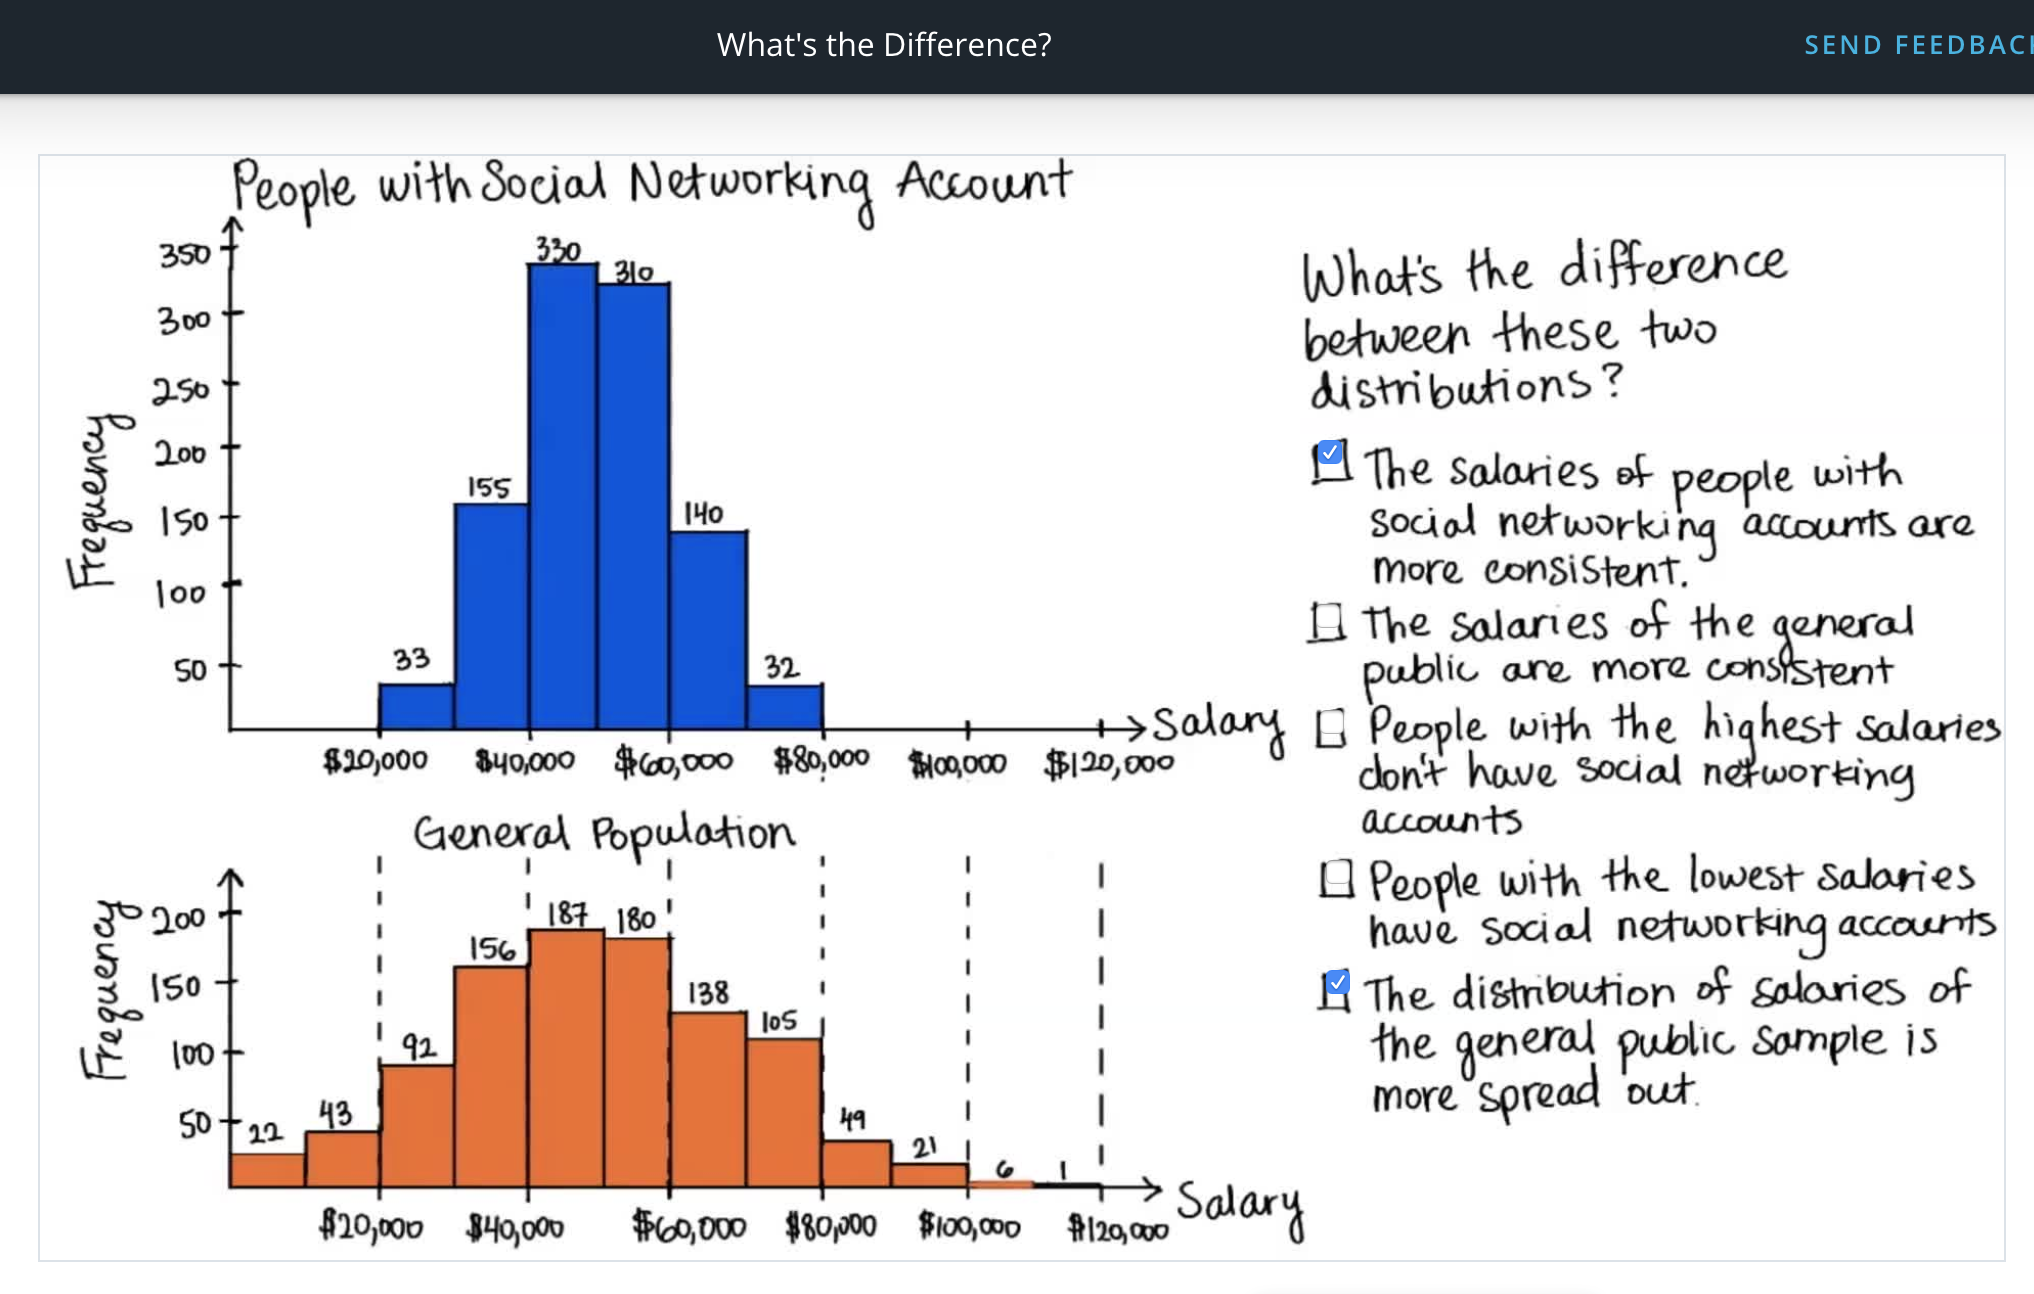 What's the Difference?
SEND FEEDBACK
People with Social Networking Account
350
300
250
200
150
100
50
Frequency
33
155
330
310
140
32
Salary
$20,000 $40,000 $60,000 $80,000 $100,000 $120,000
General Population
200
150
100
50
Frequency
22
43
92
156
187
180
138
105
49
21
6
1
Salary
$20,000 $40,000 $60,000 $80,000 $100,000 $120,000
What's the difference
between these two
distributions?
The salaries of people with
social networking accounts are
more consistent.
The salaries of the general
public are more consistent
People with the highest salaries
don't have social networking
accounts
People with the lowest salaries
have social networking accounts
The distribution of salaries of
the general public sample is
more spread out.